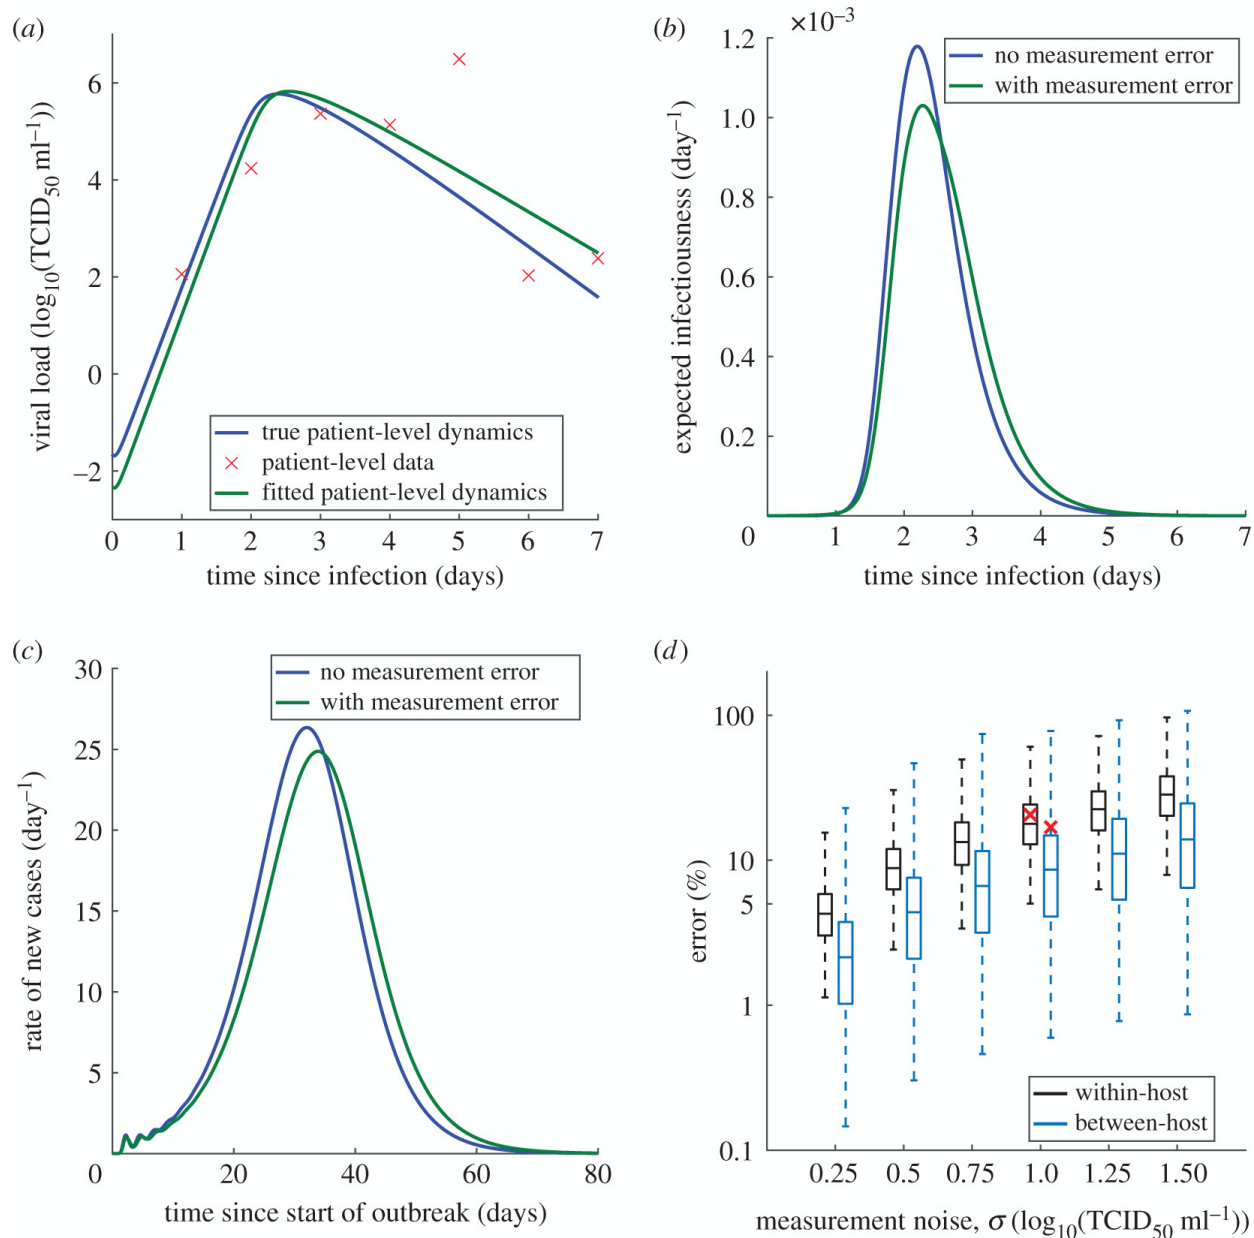 (a)
viral load (log₁₀(TCID₅₀ ml⁻¹))
6
4
2
0
−2
0 1 2 3 4 5 6 7
time since infection (days)
true patient-level dynamics
patient-level data
fitted patient-level dynamics
(b)
×10⁻³
expected infectiousness (day⁻¹)
1.2
1.0
0.8
0.6
0.4
0.2
0 1 2 3 4 5 6 7
time since infection (days)
no measurement error
with measurement error
(c)
rate of new cases (day⁻¹)
30
25
20
15
10
5
0 20 40 60 80
time since start of outbreak (days)
no measurement error
with measurement error
(d)
error (%)
100
10
5
1
0.1
0.25 0.5 0.75 1.0 1.25 1.50
measurement noise, σ (log₁₀(TCID₅₀ ml⁻¹))
within-host
between-host